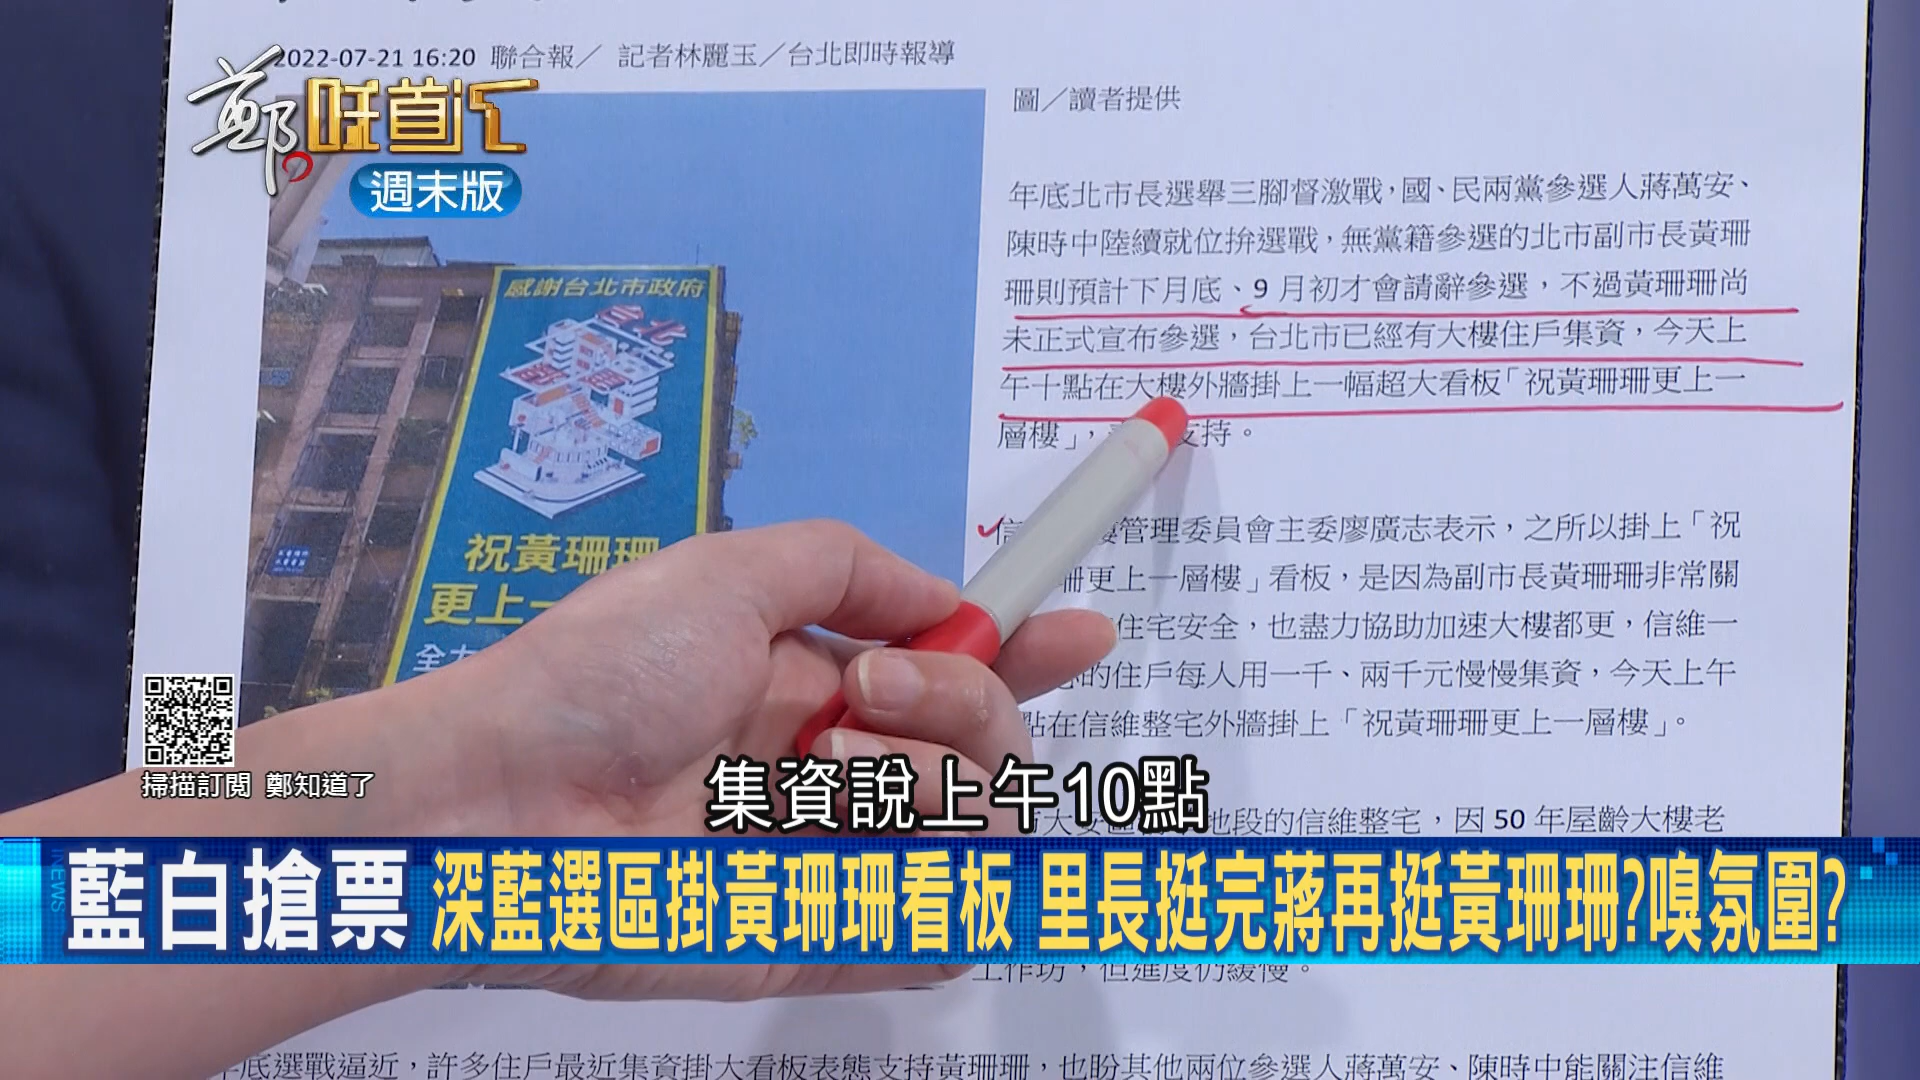 2022-07-21 16:20 聯合報／ 記者林麗玉／台北即時報導
鄭旺首汇
週末版
圖／讀者提供
年底北市長選舉三腳督激戰，國、民兩黨參選人蔣萬安、
陳時中陸續就位拚選戰，無黨籍參選的北市副市長黃珊
珊則預計下月底、9 月初才會請辭參選，不過黃珊珊尚
未正式宣布參選，台北市已經有大樓住戶集資，今天上
午十點在大樓外牆掛上一幅超大看板「祝黃珊珊更上一
層樓」，支持。
感謝台北市政府
台北
祝黃珊珊
更上一
全
信樓管理委員會主委廖廣志表示，之所以掛上「祝
珊更上一層樓」看板，是因為副市長黃珊珊非常關
住宅安全，也盡力協助加速大樓都更，信維一
的住戶每人用一千、兩千元慢慢集資，今天上午
點在信維整宅外牆掛上「祝黃珊珊更上一層樓」。
掃描訂閱 鄭知道了
集資說上午10點
大安區地段的信維整宅，因 50 年屋齡大樓老
NEWS
藍白搶票 深藍選區掛黃珊珊看板 里長挺完蔣再挺黃珊珊?嗅氛圍?
工作坊，但進度仍緩慢。
年底選戰逼近，許多住戶最近集資掛大看板表態支持黃珊珊，也盼其他兩位參選人蔣萬安、陳時中能關注信維